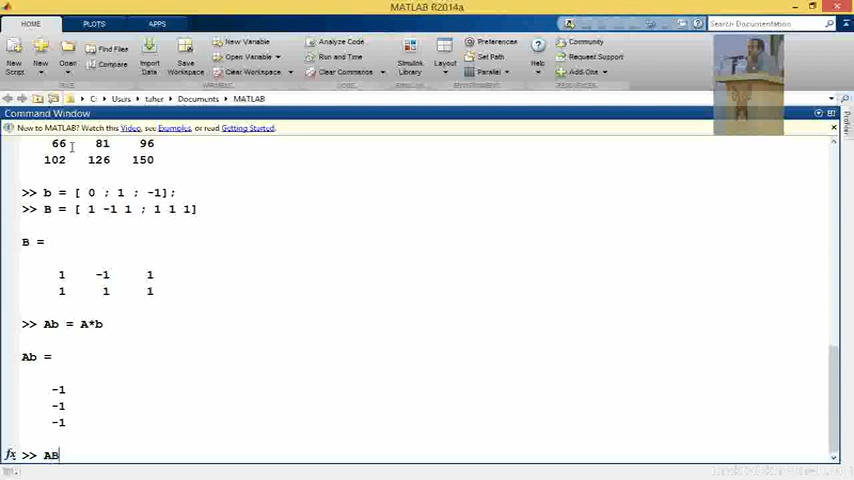 MATLAB R2014a
HOME PLOTS APPS Search Documentation
New Script New Open Find Files Compare Import Data Save Workspace New Variable Open Variable Clear Workspace Analyze Code Run and Time Clear Commands Simulink Library Layout Preferences Set Path Parallel Help Community Request Support Add-Ons
C: Users taher Documents MATLAB
Command Window
New to MATLAB? Watch this Video, see Examples, or read Getting Started.
66 81 96
102 126 150
>> b = [ 0 ; 1 ; -1];
>> B = [ 1 -1 1 ; 1 1 1]
B =
1 -1 1
1 1 1
>> Ab = A*b
Ab =
-1
-1
-1
fx >> AB